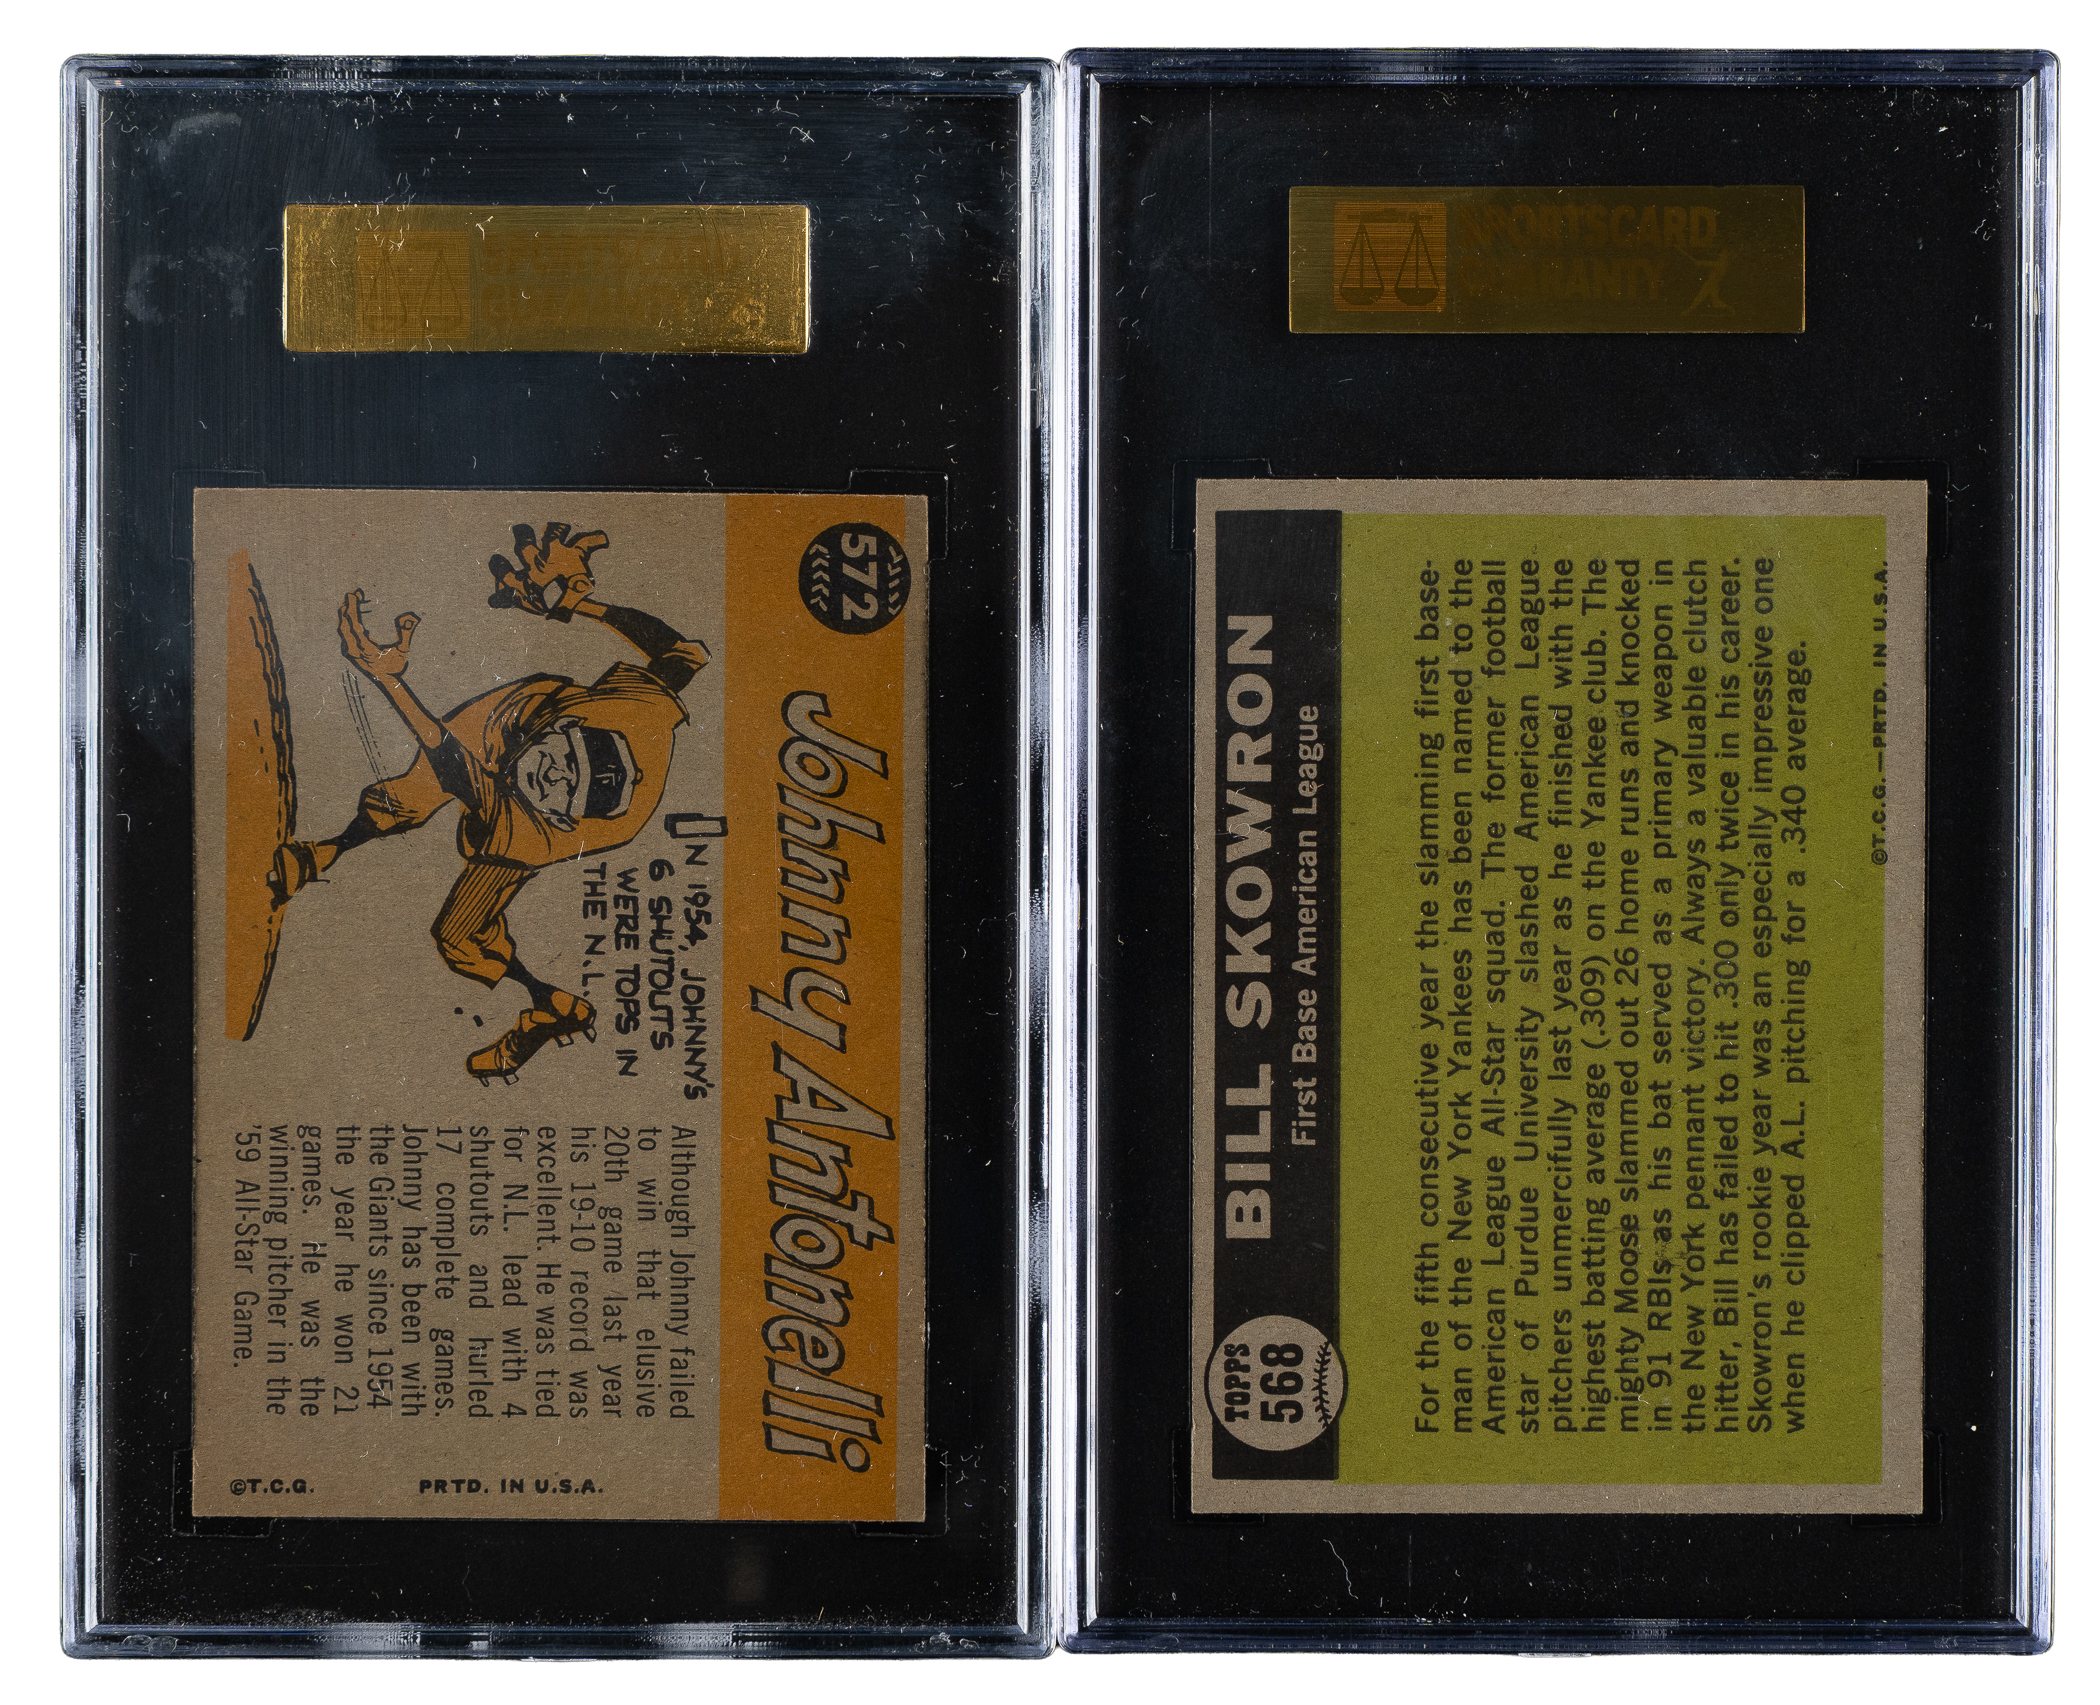 572
Johnny Antonelli
IN 1954, JOHNNY'S
6 SHUTOUTS
WERE TOPS IN
THE N.L.
Although Johnny failed
to win that elusive
20th game last year
his 19-10 record was
excellent. He was tied
for N.L. lead with 4
shutouts and hurled
17 complete games.
Johnny has been with
the Giants since 1954
the year he won 21
games. He was the
winning pitcher in the
'59 All-Star Game.
©T.C.G. PRTD. IN U.S.A.
SPORTSCARD
GUARANTY
TOPPS
568
BILL SKOWRON
First Base American League
For the fifth consecutive year the slamming first base-
man of the New York Yankees has been named to the
American League All-Star squad. The former football
star of Purdue University slashed American League
pitchers unmercifully last year as he finished with the
highest batting average (.309) on the Yankee club. The
mighty Moose slammed out 26 home runs and knocked
in 91 RBIs as his bat served as a primary weapon in
the New York pennant victory. Always a valuable clutch
hitter, Bill has failed to hit .300 only twice in his career.
Skowron's rookie year was an especially impressive one
when he clipped A.L. pitching for a .340 average.
©T.C.G.—PRTD. IN U.S.A.